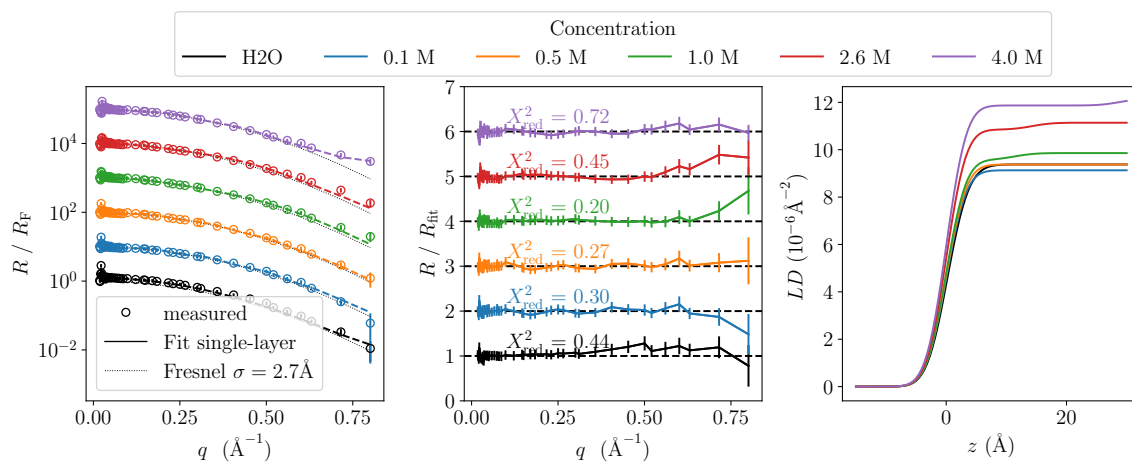 Concentration
H2O 0.1 M 0.5 M 1.0 M 2.6 M 4.0 M
R / R_F
10^4
10^2
10^0
10^−2
measured
Fit single-layer
Fresnel σ = 2.7Å
0.00 0.25 0.50 0.75
q (Å^−1)
R / R_fit
7
6
5
4
3
2
1
0
X^2_red = 0.72
X^2_red = 0.45
X^2_red = 0.20
X^2_red = 0.27
X^2_red = 0.30
X^2_red = 0.44
0.00 0.25 0.50 0.75
q (Å^−1)
LD (10^−6 Å^−2)
12
10
8
6
4
2
0
0 20
z (Å)